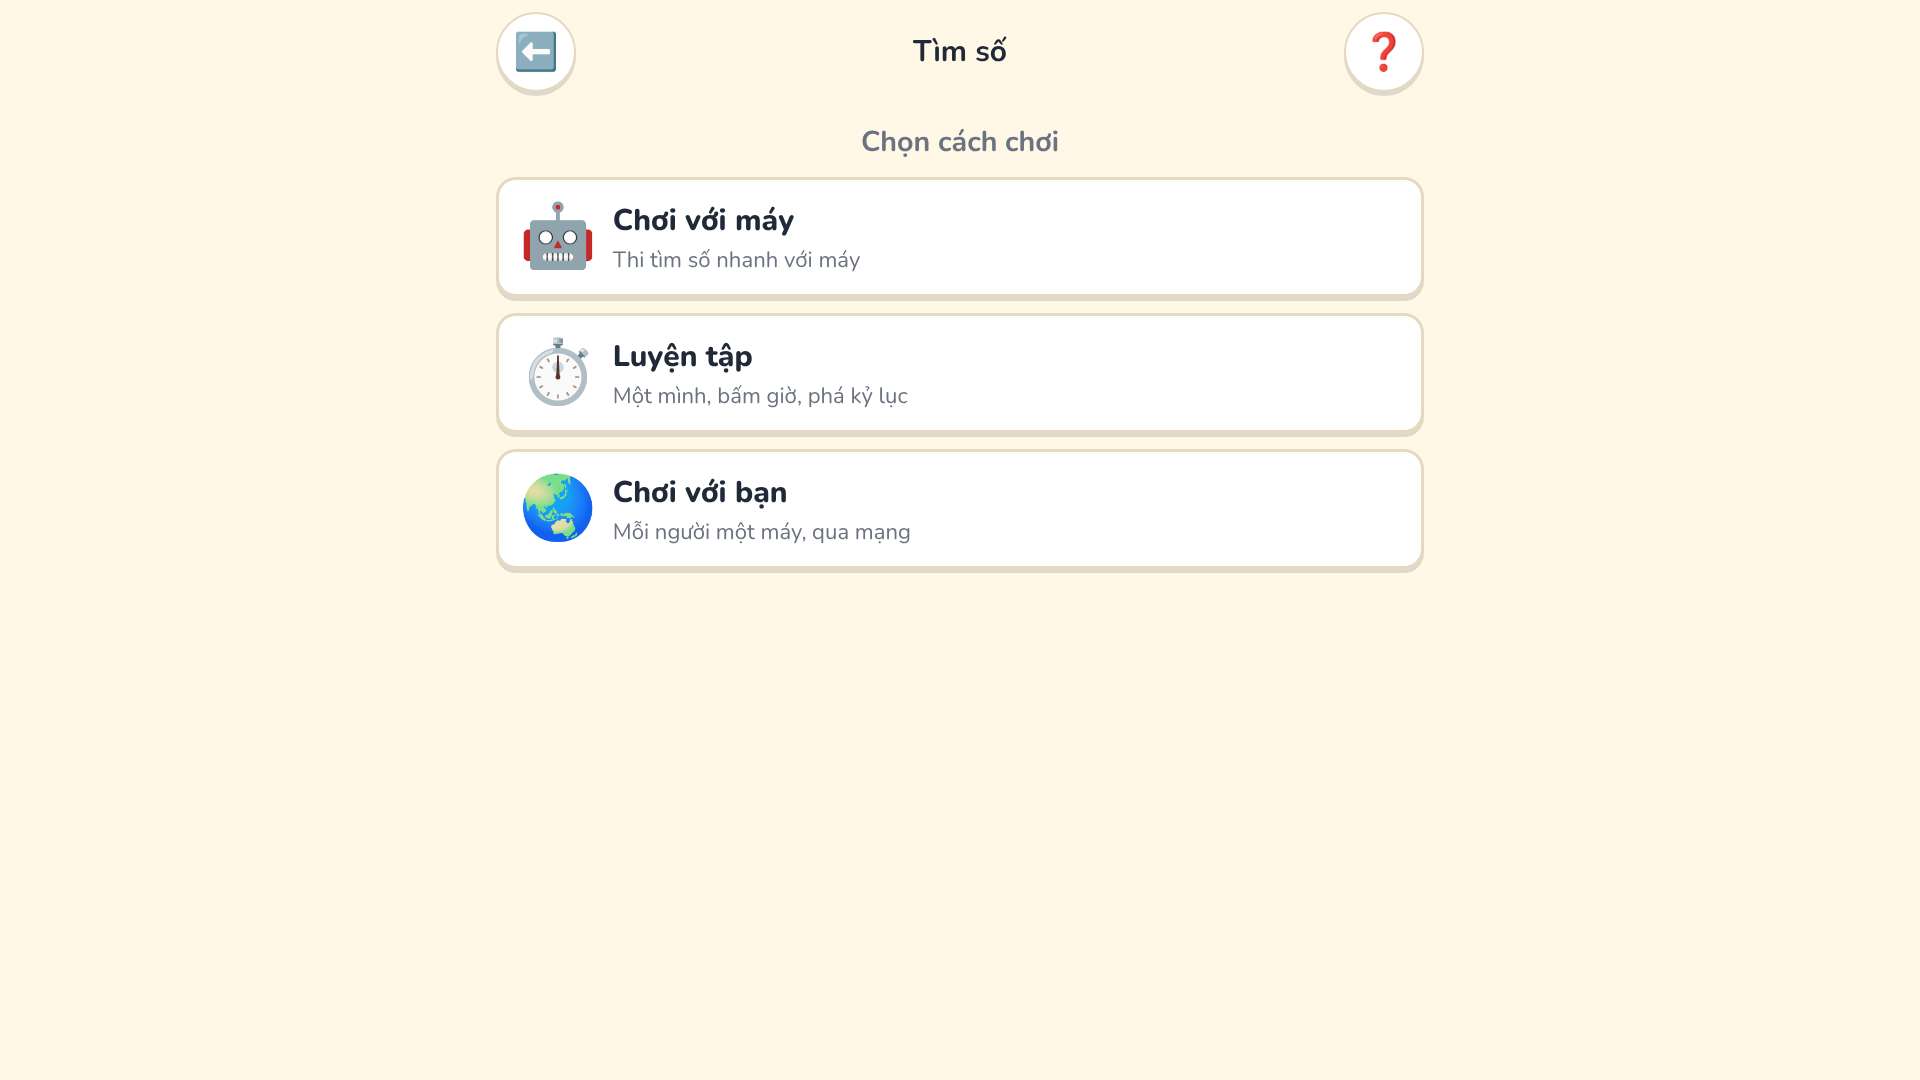 Tìm số
Chọn cách chơi
Chơi với máy
Thi tìm số nhanh với máy
Luyện tập
Một mình, bấm giờ, phá kỷ lục
Chơi với bạn
Mỗi người một máy, qua mạng